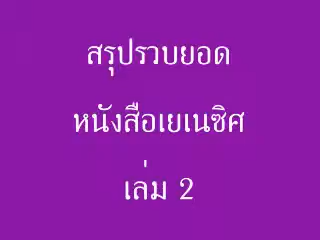 สรุปรวบยอด
หนังสือเยเนซิศ
เล่ม 2